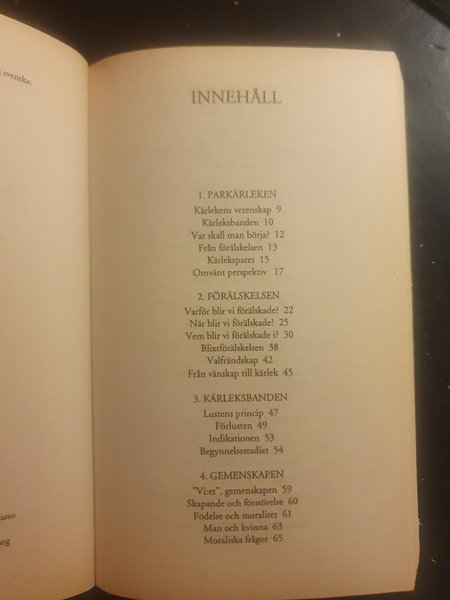 svenska:
ano
rg
INNEHÅLL
1. PARKÄRLEKEN
Kärlekens vetenskap 9
Kärleksbanden 10
Var skall man börja? 12
Från förälskelsen 13
Kärleksparet 15
Omvänt perspektiv 17
2. FÖRÄLSKELSEN
Varför blir vi förälskade? 22
När blir vi förälskade? 25
Vem blir vi förälskade i? 30
Blixtförälskelsen 38
Valfrändskap 42
Från vänskap till kärlek 45
3. KÄRLEKSBANDEN
Lustens princip 47
Förlusten 49
Indikationen 53
Begynnelsestadiet 54
4. GEMENSKAPEN
"Vi:et", gemenskapen 59
Skapande och förstörelse 60
Födelse och moralitet 61
Man och kvinna 63
Moraliska frågor 65